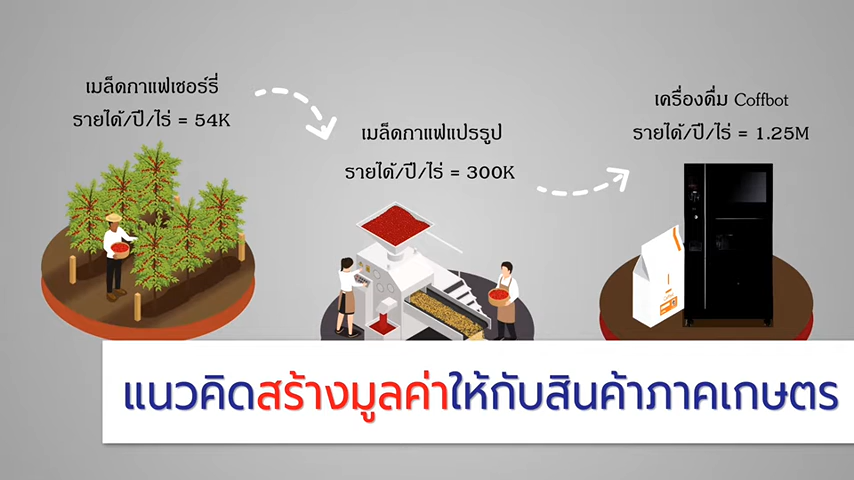 เมล็ดกาแฟเชอร์รี่
รายได้/ปี/ไร่ = 54K
เมล็ดกาแฟแปรรูป
รายได้/ปี/ไร่ = 300K
เครื่องดื่ม Coffbot
รายได้/ปี/ไร่ = 1.25M
แนวคิดสร้างมูลค่าให้กับสินค้าภาคเกษตร